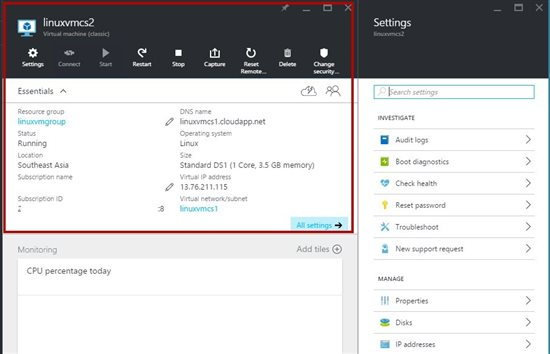 linuxvmcs2
Virtual machine (classic)
Settings
Connect
Start
Restart
Stop
Capture
Reset
Remote...
Delete
Change
security...
Essentials
Resource group
linuxvmgroup
Status
Running
Location
Southeast Asia
Subscription name
Subscription ID
:8
DNS name
linuxvmcs1.cloudapp.net
Operating system
Linux
Size
Standard DS1 (1 Core, 3.5 GB memory)
Virtual IP address
13.76.211.115
Virtual network/subnet
linuxvmcs1
All settings
Monitoring
Add tiles
CPU percentage today
Settings
linuxvmcs2
Search settings
INVESTIGATE
Audit logs
Boot diagnostics
Check health
Reset password
Troubleshoot
New support request
MANAGE
Properties
Disks
IP addresses